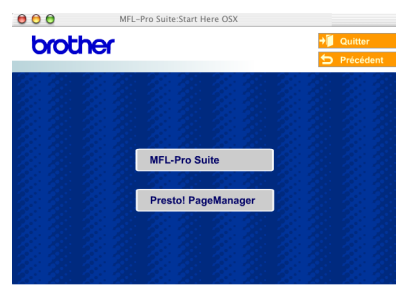 MFL-Pro Suite:Start Here OSX
brother
Quitter
Précédent
MFL-Pro Suite
Presto! PageManager